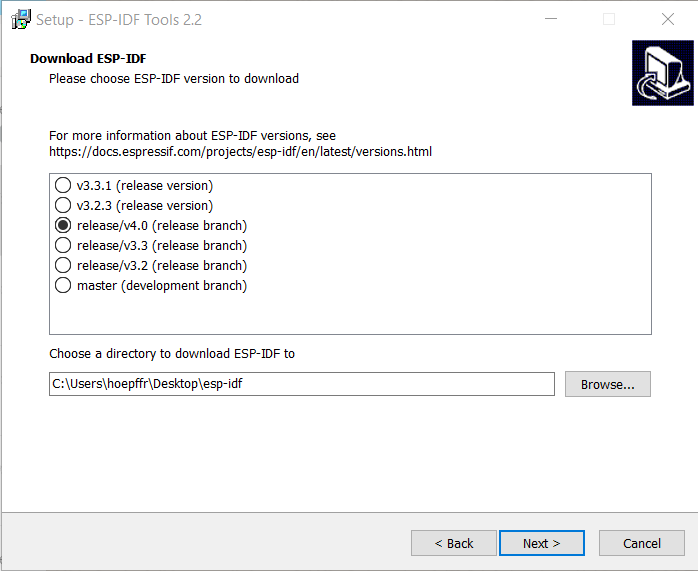 Setup - ESP-IDF Tools 2.2
Download ESP-IDF
Please choose ESP-IDF version to download
For more information about ESP-IDF versions, see
https://docs.espressif.com/projects/esp-idf/en/latest/versions.html
v3.3.1 (release version)
v3.2.3 (release version)
release/v4.0 (release branch)
release/v3.3 (release branch)
release/v3.2 (release branch)
master (development branch)
Choose a directory to download ESP-IDF to
C:\Users\hoepffr\Desktop\esp-idf
Browse...
< Back
Next >
Cancel